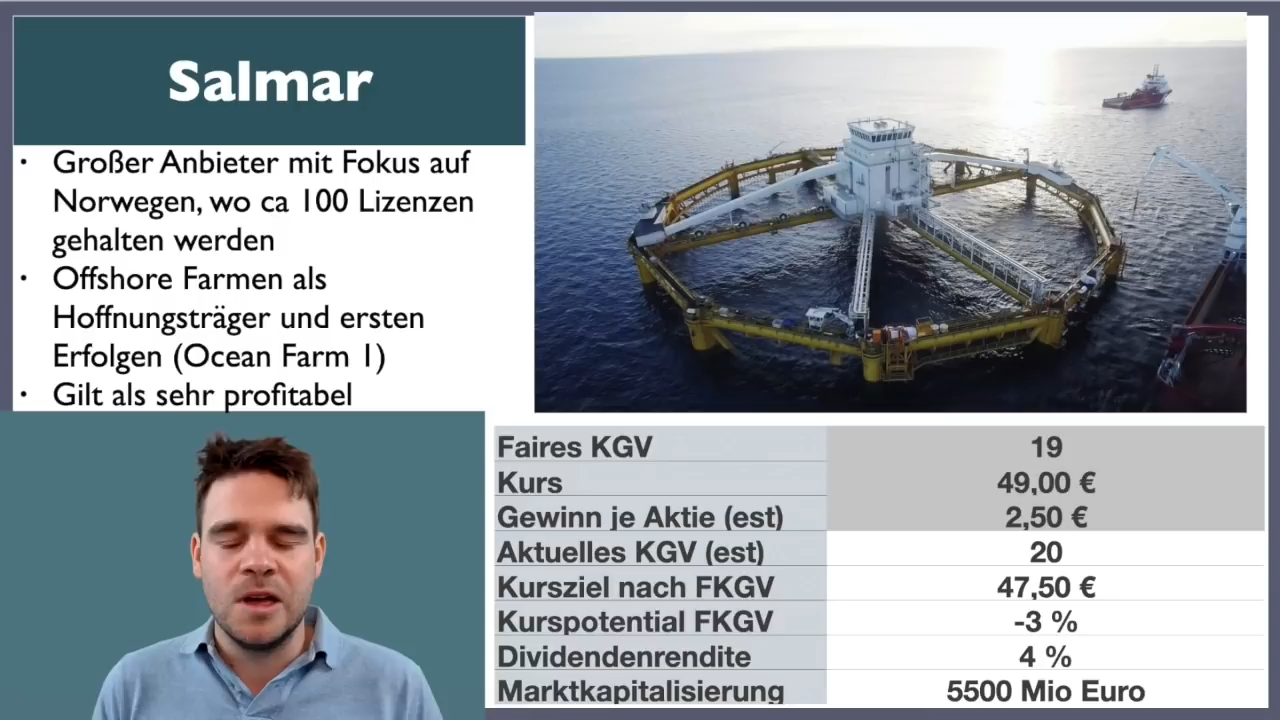 Salmar
• Großer Anbieter mit Fokus auf
Norwegen, wo ca 100 Lizenzen
gehalten werden
• Offshore Farmen als
Hoffnungsträger und ersten
Erfolgen (Ocean Farm 1)
• Gilt als sehr profitabel
Faires KGV 19
Kurs 49,00 €
Gewinn je Aktie (est) 2,50 €
Aktuelles KGV (est) 20
Kursziel nach FKGV 47,50 €
Kurspotential FKGV -3 %
Dividendenrendite 4 %
Marktkapitalisierung 5500 Mio Euro